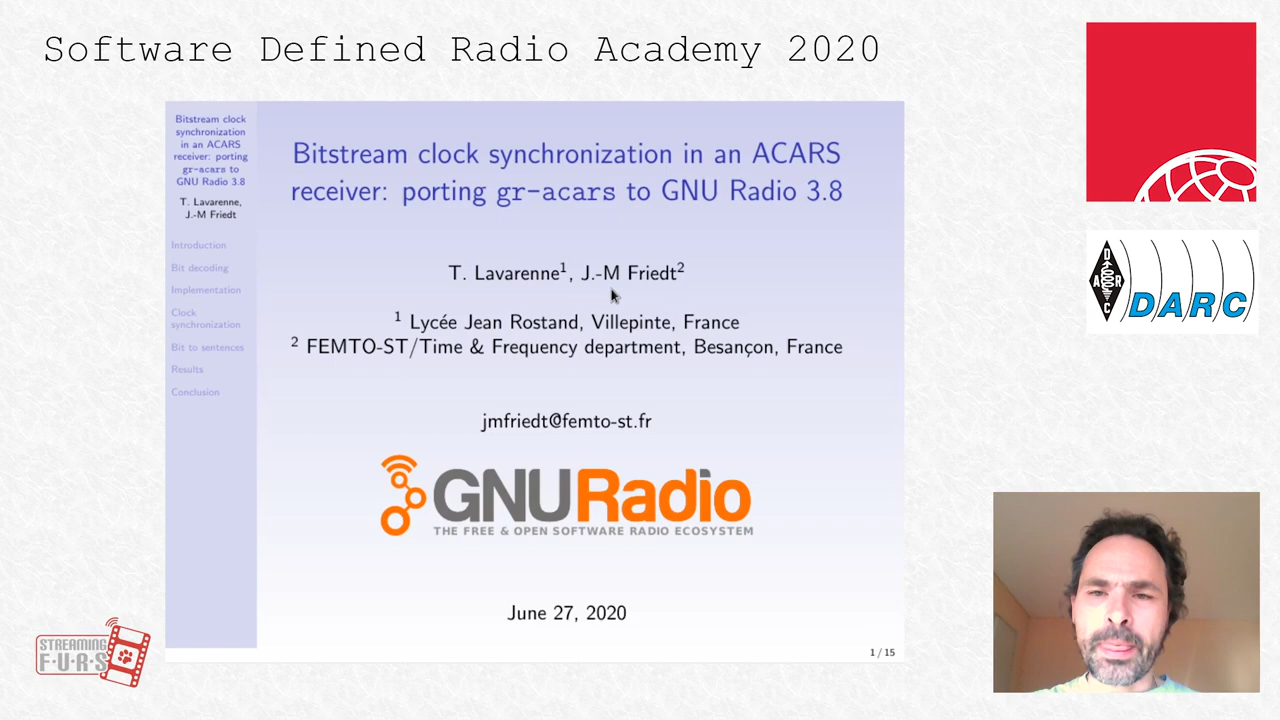 Software Defined Radio Academy 2020
Bitstream clock
synchronization
in an ACARS
receiver: porting
gr-acars to
GNU Radio 3.8
T. Lavarenne,
J.-M Friedt
Introduction
Bit decoding
Implementation
Clock
synchronization
Bit to sentences
Results
Conclusion
Bitstream clock synchronization in an ACARS
receiver: porting gr-acars to GNU Radio 3.8
T. Lavarenne1, J.-M Friedt2
1 Lycée Jean Rostand, Villepinte, France
2 FEMTO-ST/Time & Frequency department, Besançon, France
jmfriedt@femto-st.fr
GNURadio
THE FREE & OPEN SOFTWARE RADIO ECOSYSTEM
June 27, 2020
1 / 15
D
A R
C
DARC
STREAMING
F·U·R·S